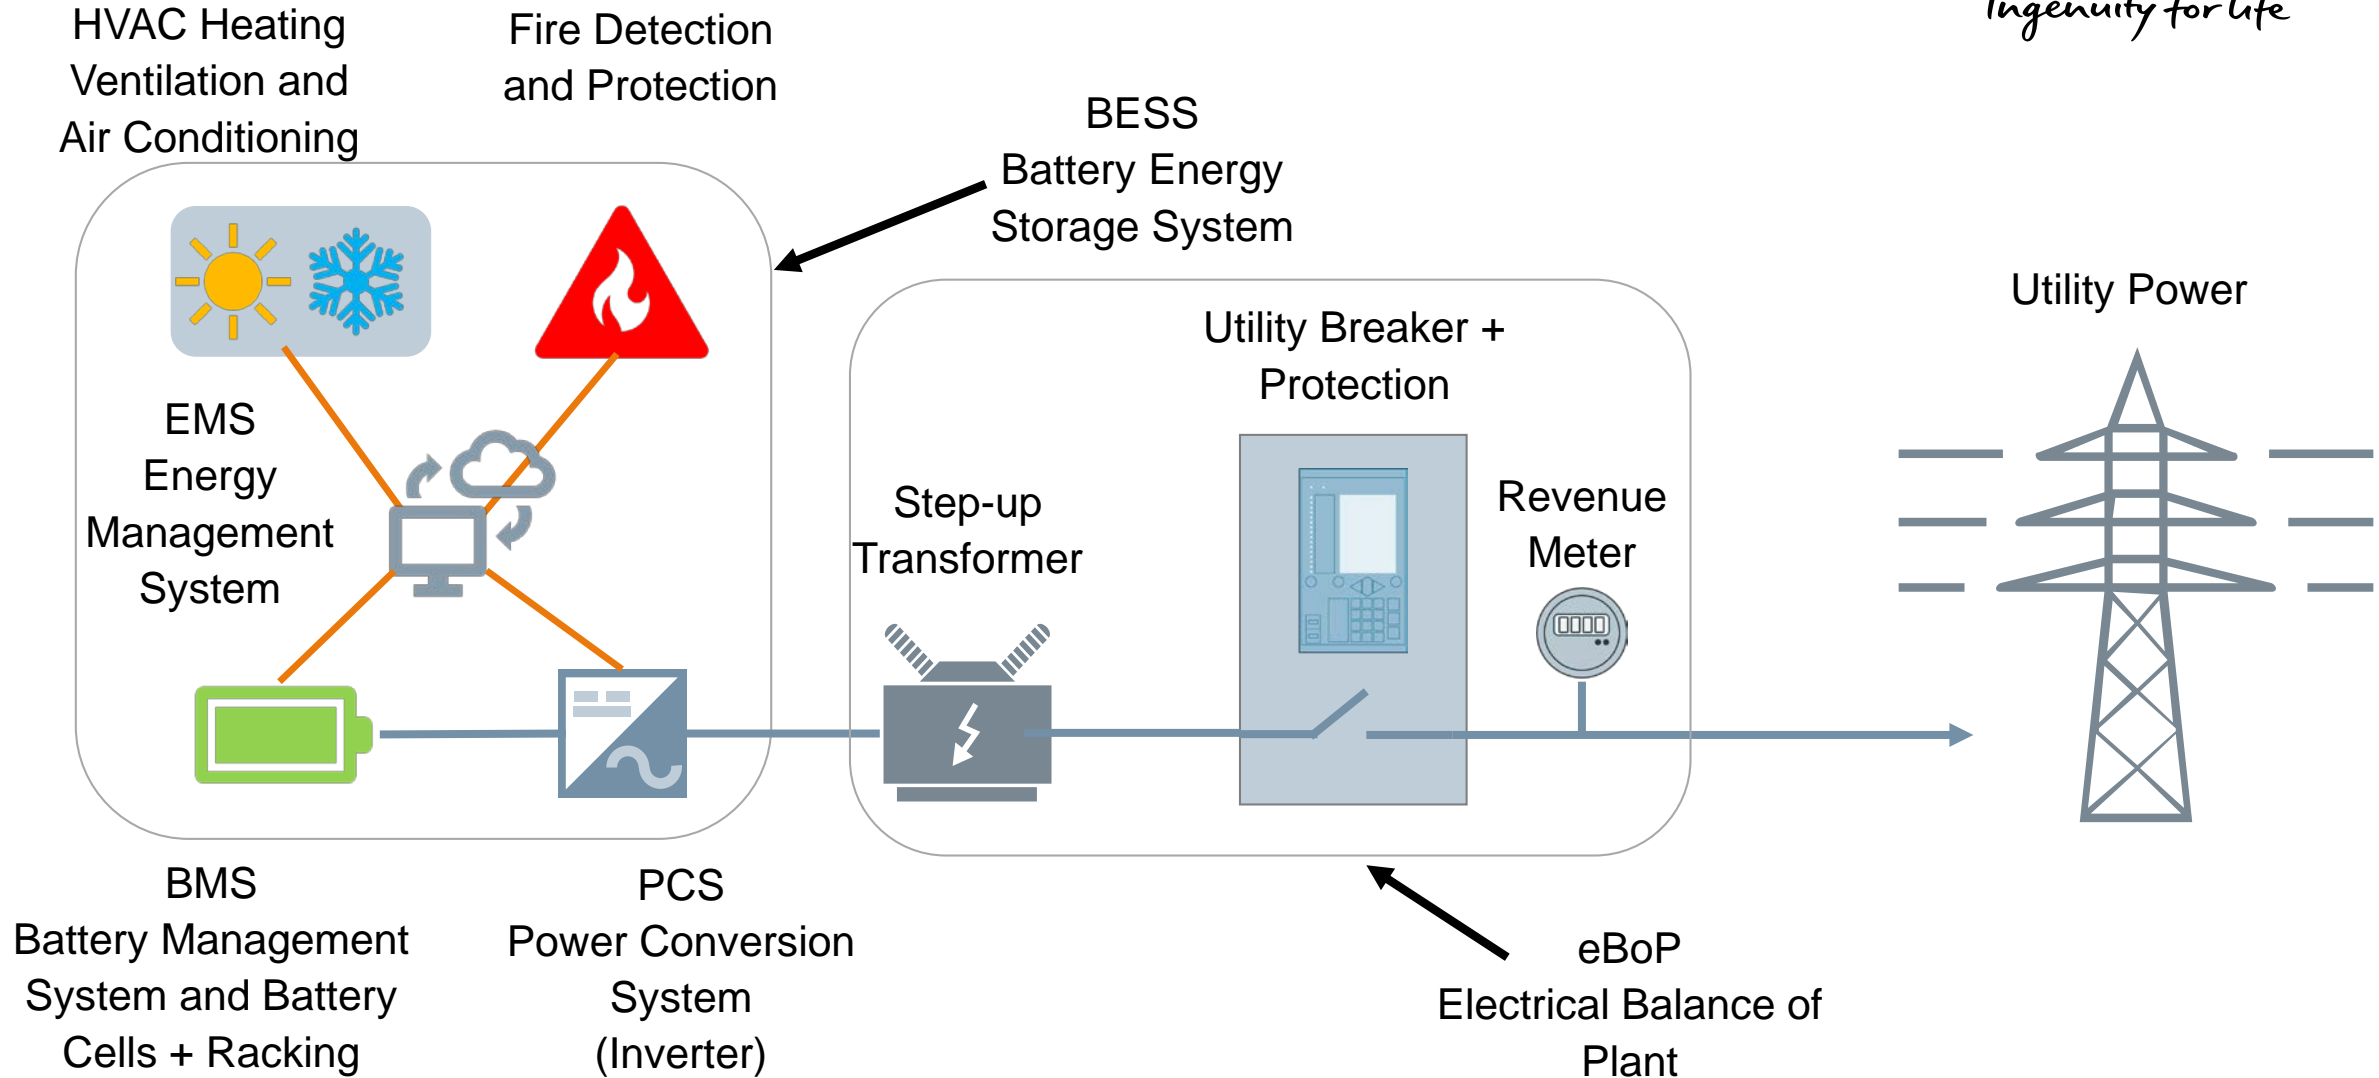 Ingenuity for life
HVAC Heating
Ventilation and
Air Conditioning
Fire Detection
and Protection
BESS
Battery Energy
Storage System
Utility Power
Utility Breaker +
Protection
EMS
Energy
Management
System
Step-up
Transformer
Revenue
Meter
0000
BMS
Battery Management
System and Battery
Cells + Racking
PCS
Power Conversion
System
(Inverter)
eBoP
Electrical Balance of
Plant